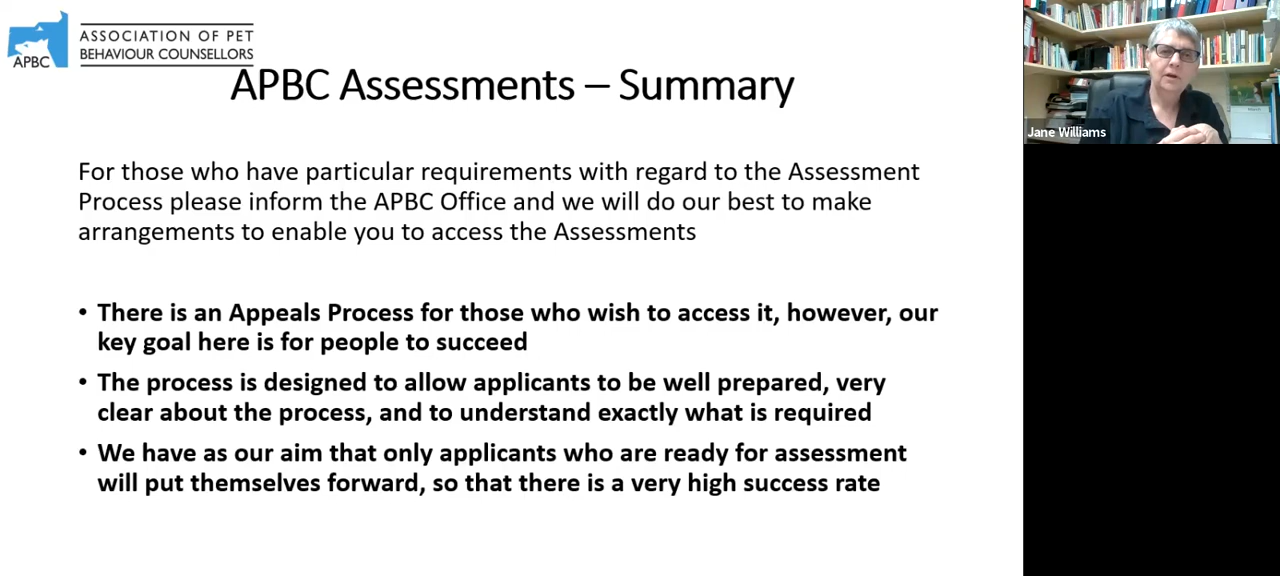 ASSOCIATION OF PET
BEHAVIOUR COUNSELLORS
APBC
APBC Assessments – Summary
For those who have particular requirements with regard to the Assessment
Process please inform the APBC Office and we will do our best to make
arrangements to enable you to access the Assessments
• There is an Appeals Process for those who wish to access it, however, our
key goal here is for people to succeed
• The process is designed to allow applicants to be well prepared, very
clear about the process, and to understand exactly what is required
• We have as our aim that only applicants who are ready for assessment
will put themselves forward, so that there is a very high success rate
Jane Williams